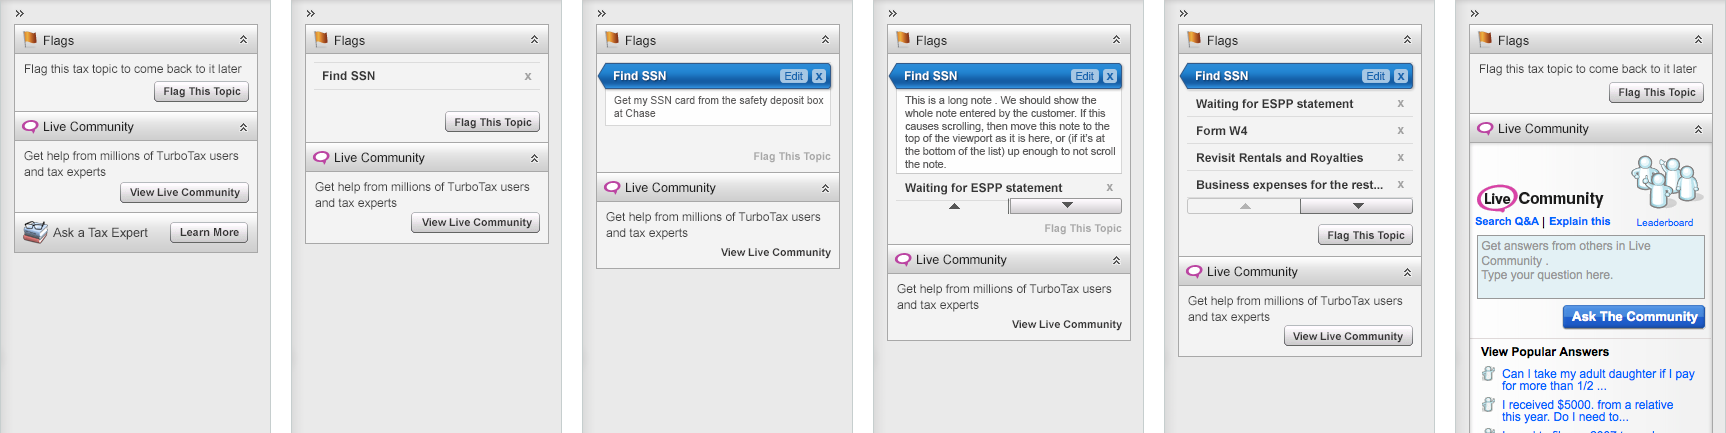 »
Flags
Flag this tax topic to come back to it later
Flag This Topic
Live Community
Get help from millions of TurboTax users
and tax experts
View Live Community
Ask a Tax Expert
Learn More
»
Flags
Find SSN x
Flag This Topic
Live Community
Get help from millions of TurboTax users
and tax experts
View Live Community
»
Flags
Find SSN Edit x
Get my SSN card from the safety deposit box
at Chase
Flag This Topic
Live Community
Get help from millions of TurboTax users
and tax experts
View Live Community
»
Flags
Find SSN Edit x
This is a long note . We should show the
whole note entered by the customer. If this
causes scrolling, then move this note to the
top of the viewport as it is here, or (if it's at
the bottom of the list) up enough to not scroll
the note.
Waiting for ESPP statement x
Flag This Topic
Live Community
Get help from millions of TurboTax users
and tax experts
View Live Community
»
Flags
Find SSN Edit x
Waiting for ESPP statement x
Form W4 x
Revisit Rentals and Royalties x
Business expenses for the rest... x
Flag This Topic
Live Community
Get help from millions of TurboTax users
and tax experts
View Live Community
»
Flags
Flag this tax topic to come back to it later
Flag This Topic
Live Community
Live Community
Search Q&A | Explain this
Leaderboard
Get answers from others in Live
Community .
Type your question here.
Ask The Community
View Popular Answers
Can I take my adult daughter if I pay
for more than 1/2 ...
I received $5000. from a relative
this year. Do I need to...